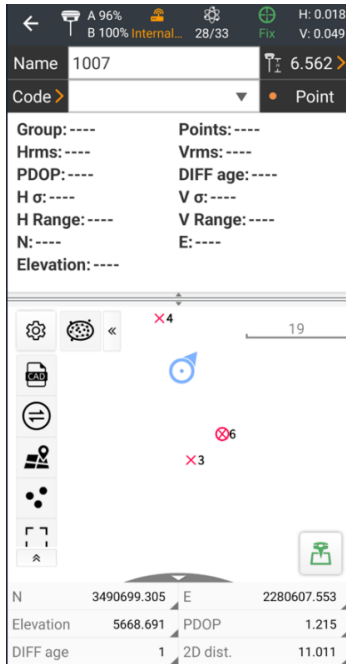 A 96% H: 0.018
B 100% Internal... 28/33 Fix V: 0.049
Name 1007 6.562 >
Code > Point
Group: ---- Points: ----
Hrms: ---- Vrms: ----
PDOP: ---- DIFF age: ----
H σ: ---- V σ: ----
H Range: ---- V Range: ----
N: ---- E: ----
Elevation: ----
« 4 19
CAD
6
3
N 3490699.305 E 2280607.553
Elevation 5668.691 PDOP 1.215
DIFF age 1 2D dist. 11.011